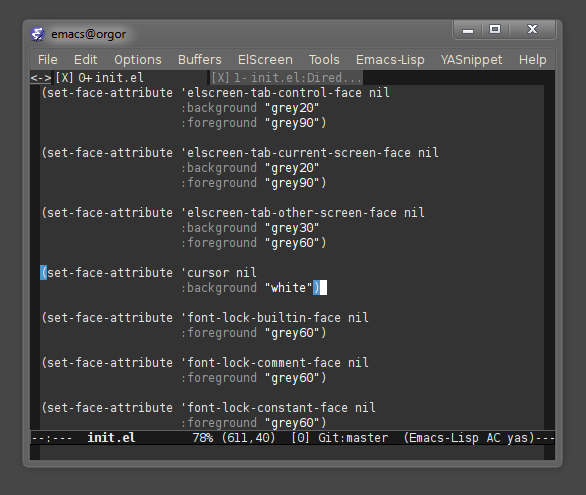 emacs@orgor
File Edit Options Buffers ElScreen Tools Emacs-Lisp YASnippet Help
<->[X] 0+ init.el [X] 1- init.el:Dired...
(set-face-attribute 'elscreen-tab-control-face nil
:background "grey20"
:foreground "grey90")
(set-face-attribute 'elscreen-tab-current-screen-face nil
:background "grey20"
:foreground "grey90")
(set-face-attribute 'elscreen-tab-other-screen-face nil
:background "grey30"
:foreground "grey60")
(set-face-attribute 'cursor nil
:background "white")
(set-face-attribute 'font-lock-builtin-face nil
:foreground "grey60")
(set-face-attribute 'font-lock-comment-face nil
:foreground "grey60")
(set-face-attribute 'font-lock-constant-face nil
:foreground "grey60")
--:--- init.el 78% (611,40) [0] Git:master (Emacs-Lisp AC yas)---